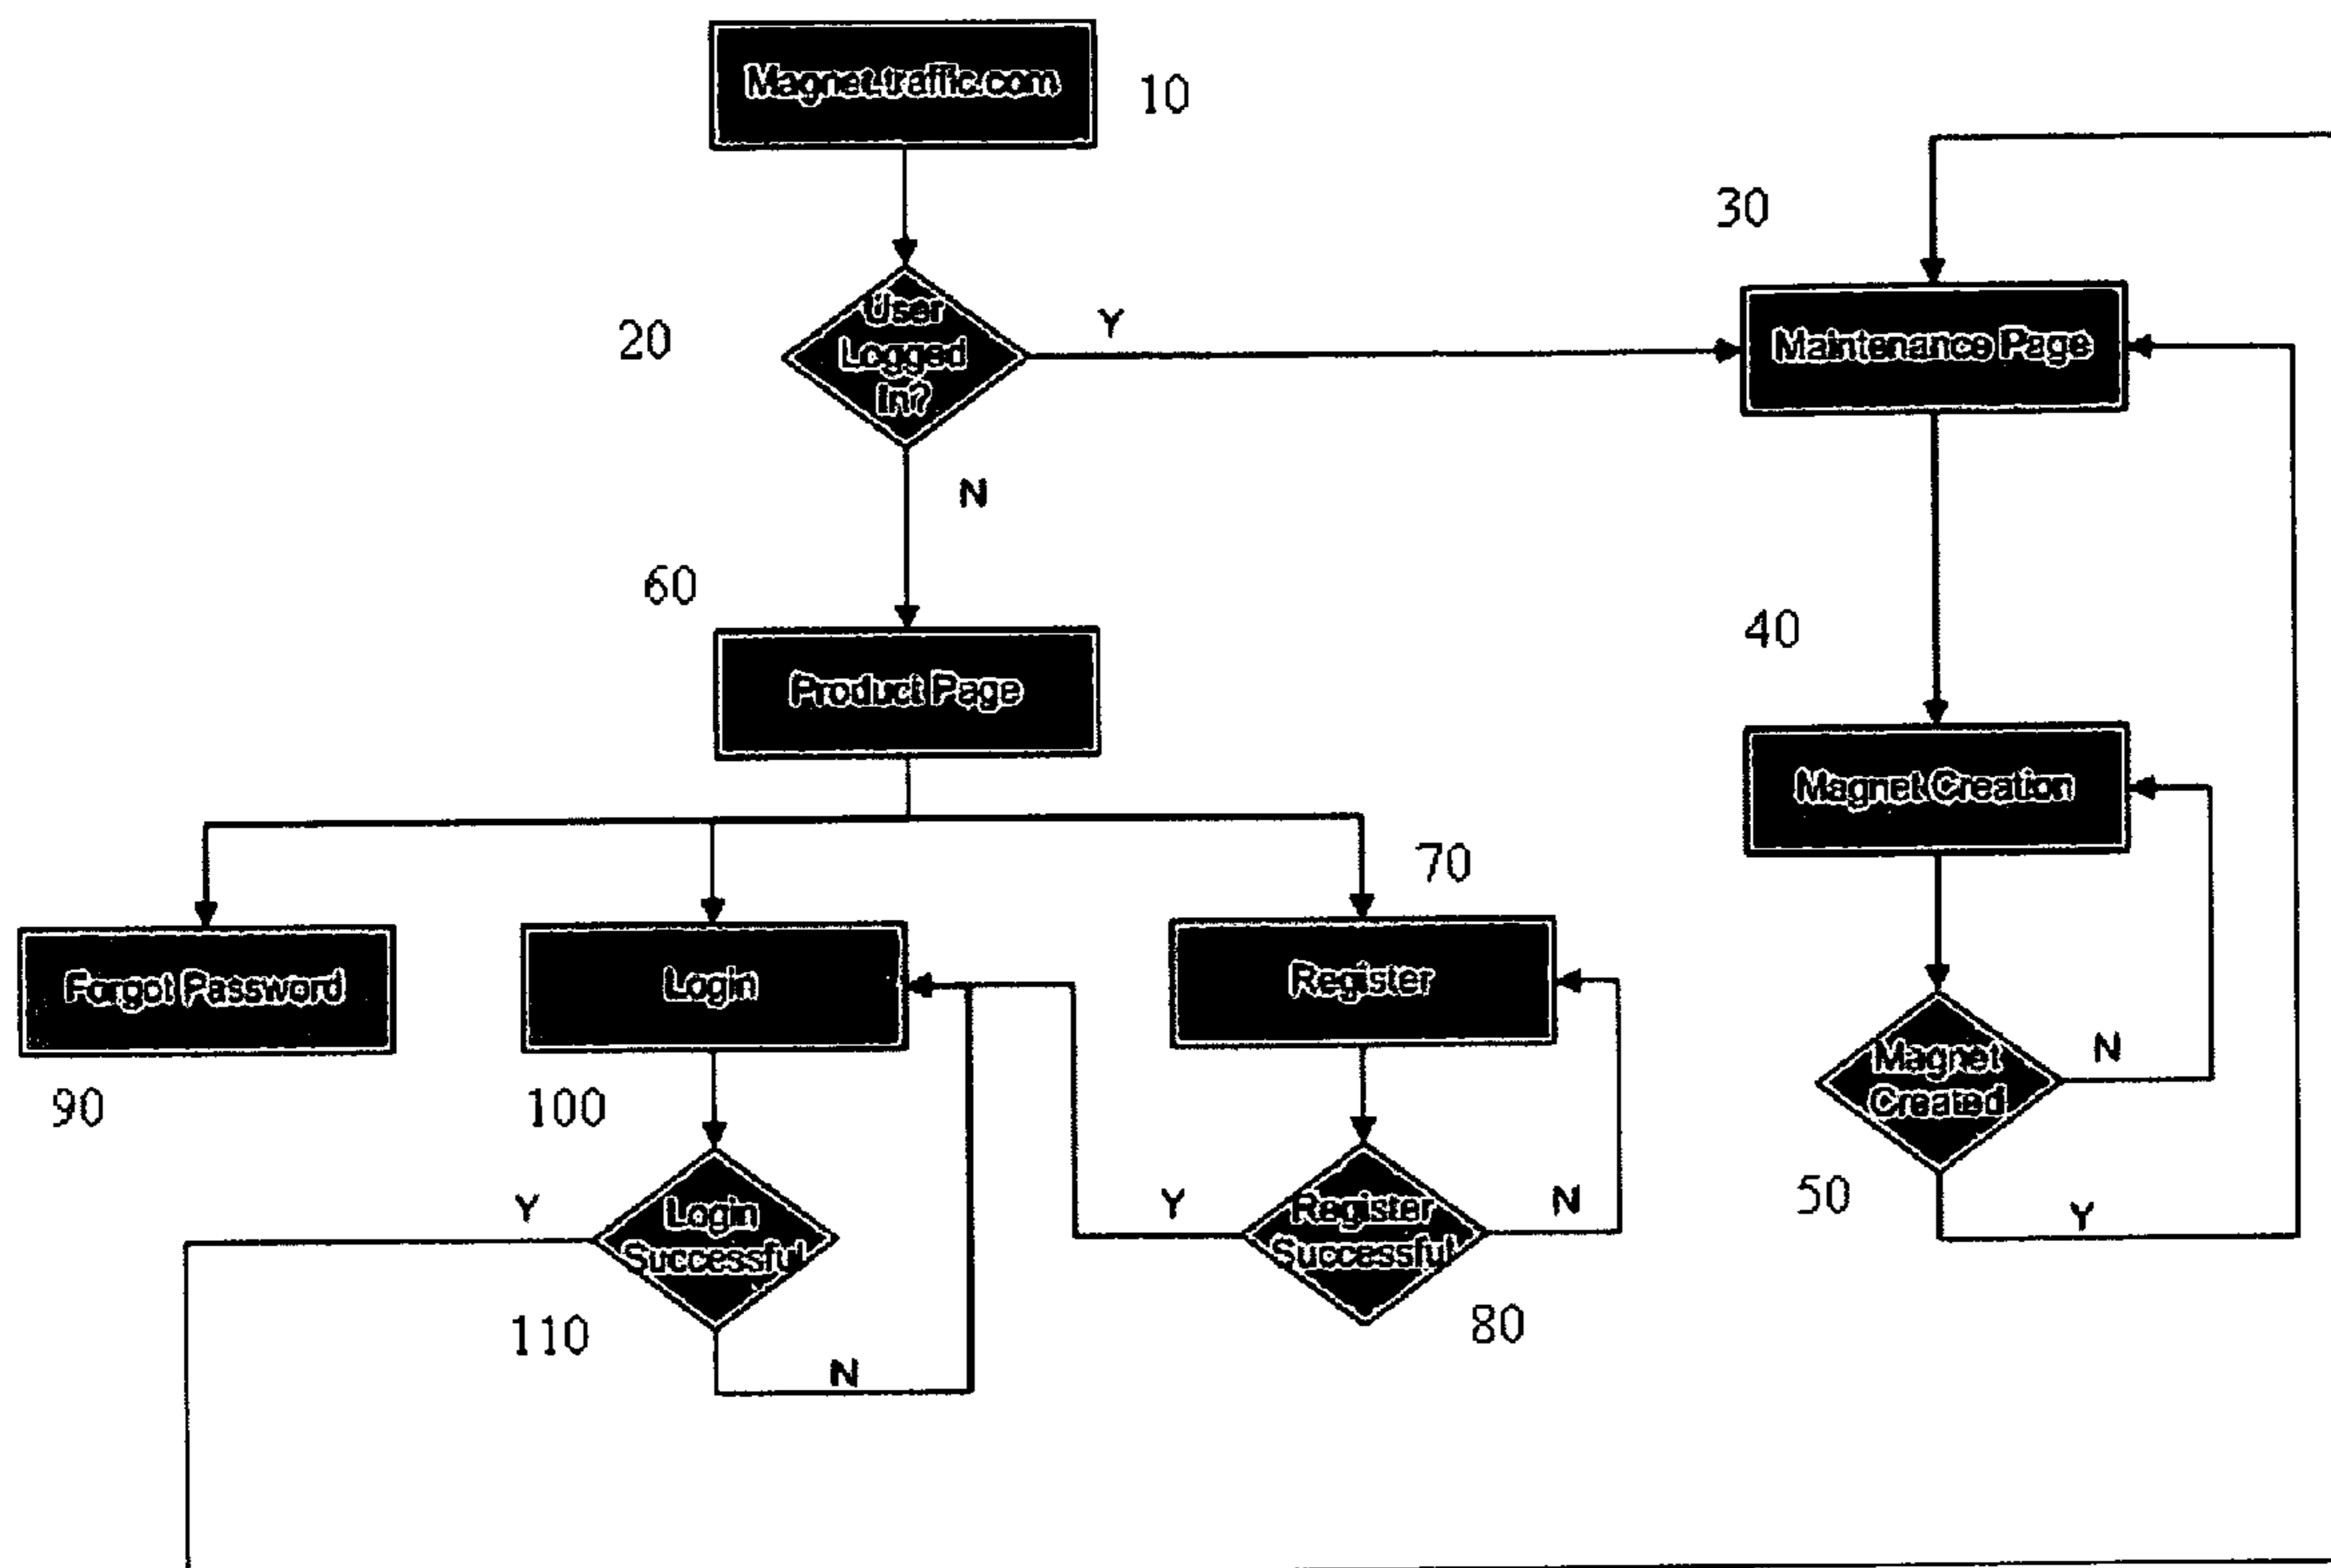 Magnet.traffic.com
10
30
User
Logged
In?
20
Y
Maintenance Page
N
60
40
Product Page
Magnet Creation
70
Forgot Password
Login
Register
90
100
Magnet
Created
N
50
Y
Y
Login
Successful
Y
Register
Successful
N
110
N
80